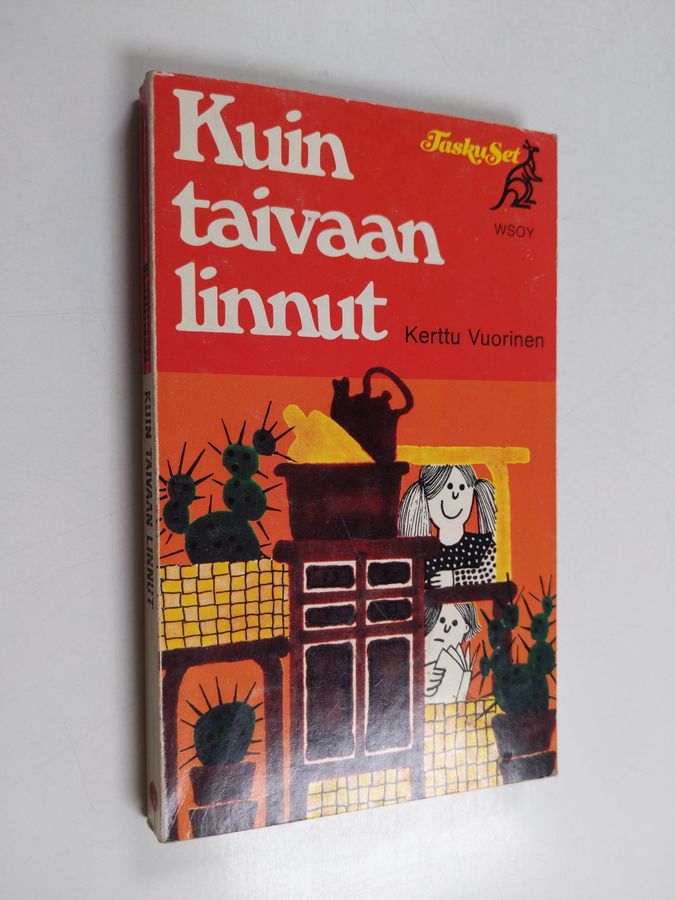 Kuin
taivaan
linnut
TaskuSet
WSOY
Kerttu Vuorinen
KUIN TAIVAAN LINNUT